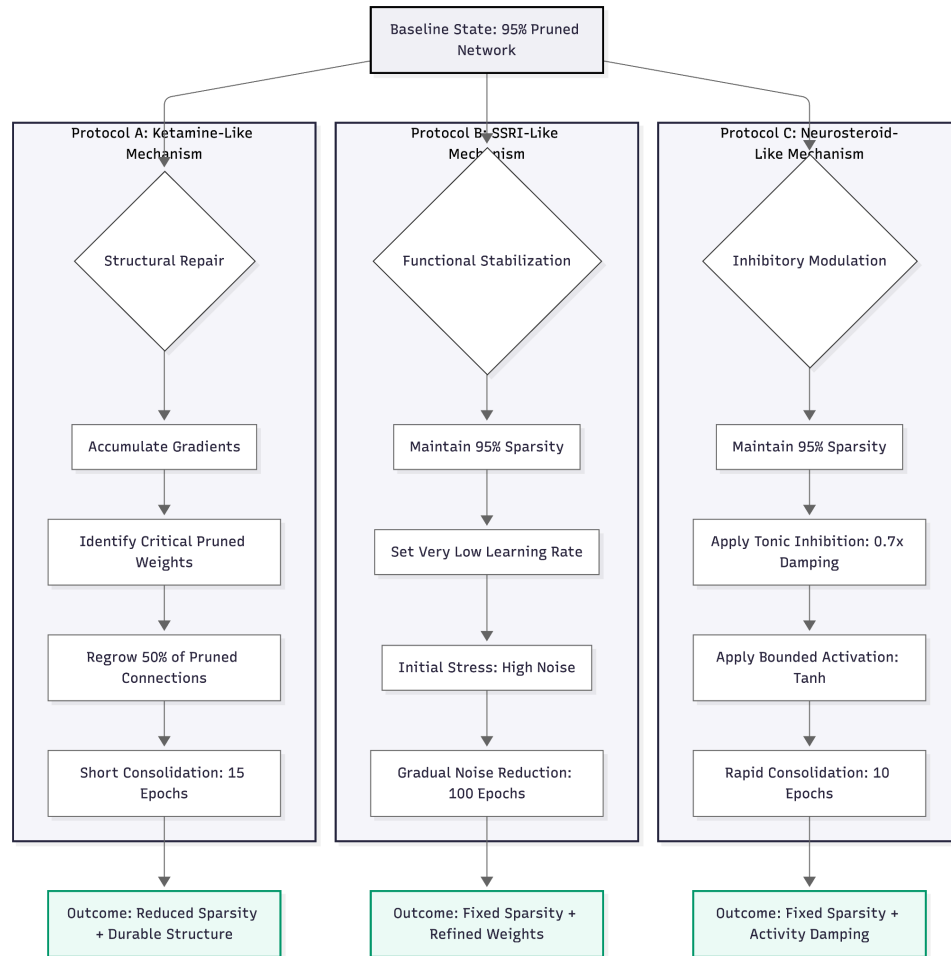 Baseline State: 95% Pruned
Network
Protocol A: Ketamine-Like
Mechanism
Structural Repair
Accumulate Gradients
Identify Critical Pruned
Weights
Regrow 50% of Pruned
Connections
Short Consolidation: 15
Epochs
Outcome: Reduced Sparsity
+ Durable Structure
Protocol B: SSRI-Like
Mechanism
Functional Stabilization
Maintain 95% Sparsity
Set Very Low Learning Rate
Initial Stress: High Noise
Gradual Noise Reduction:
100 Epochs
Outcome: Fixed Sparsity +
Refined Weights
Protocol C: Neurosteroid-
Like Mechanism
Inhibitory Modulation
Maintain 95% Sparsity
Apply Tonic Inhibition: 0.7x
Damping
Apply Bounded Activation:
Tanh
Rapid Consolidation: 10
Epochs
Outcome: Fixed Sparsity +
Activity Damping